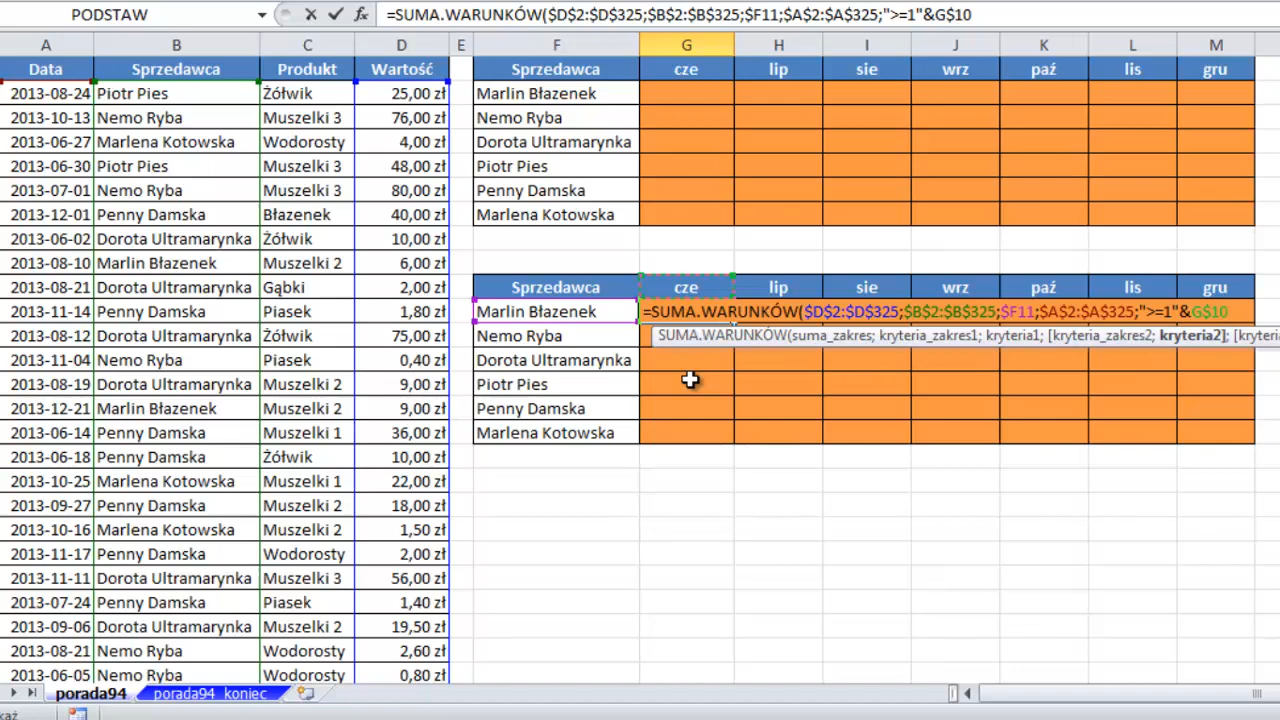 PODSTAW fx =SUMA.WARUNKÓW($D$2:$D$325;$B$2:$B$325;$F11;$A$2:$A$325;">=1"&G$10
A B C D E F G H I J K L M
Data Sprzedawca Produkt Wartość Sprzedawca cze lip sie wrz paź lis gru
2013-08-24 Piotr Pies Żółwik 25,00 zł Marlin Błazenek
2013-10-13 Nemo Ryba Muszelki 3 76,00 zł Nemo Ryba
2013-06-27 Marlena Kotowska Wodorosty 4,00 zł Dorota Ultramarynka
2013-06-30 Piotr Pies Muszelki 3 48,00 zł Piotr Pies
2013-07-01 Nemo Ryba Muszelki 3 80,00 zł Penny Damska
2013-12-01 Penny Damska Błazenek 40,00 zł Marlena Kotowska
2013-06-02 Dorota Ultramarynka Żółwik 10,00 zł
2013-08-10 Marlin Błazenek Muszelki 2 6,00 zł
2013-08-21 Dorota Ultramarynka Gąbki 2,00 zł Sprzedawca cze lip sie wrz paź lis gru
2013-11-14 Penny Damska Piasek 1,80 zł Marlin Błazenek =SUMA.WARUNKÓW($D$2:$D$325;$B$2:$B$325;$F11;$A$2:$A$325;">=1"&G$10
2013-08-12 Dorota Ultramarynka Żółwik 75,00 zł Nemo Ryba SUMA.WARUNKÓW(suma_zakres; kryteria_zakres1; kryteria1; [kryteria_zakres2; kryteria2]; [kryteri
2013-11-04 Nemo Ryba Piasek 0,40 zł Dorota Ultramarynka
2013-08-19 Dorota Ultramarynka Muszelki 2 9,00 zł Piotr Pies
2013-12-21 Marlin Błazenek Muszelki 2 9,00 zł Penny Damska
2013-06-14 Penny Damska Muszelki 1 36,00 zł Marlena Kotowska
2013-06-18 Penny Damska Żółwik 10,00 zł
2013-10-25 Marlena Kotowska Muszelki 1 22,00 zł
2013-09-27 Penny Damska Muszelki 2 18,00 zł
2013-10-16 Marlena Kotowska Muszelki 2 1,50 zł
2013-11-17 Penny Damska Wodorosty 2,00 zł
2013-11-11 Dorota Ultramarynka Muszelki 3 56,00 zł
2013-07-24 Penny Damska Piasek 1,40 zł
2013-09-06 Dorota Ultramarynka Muszelki 2 19,50 zł
2013-08-21 Nemo Ryba Wodorosty 2,60 zł
2013-06-05 Nemo Ryba Wodorosty 0,80 zł
porada94 porada94_koniec